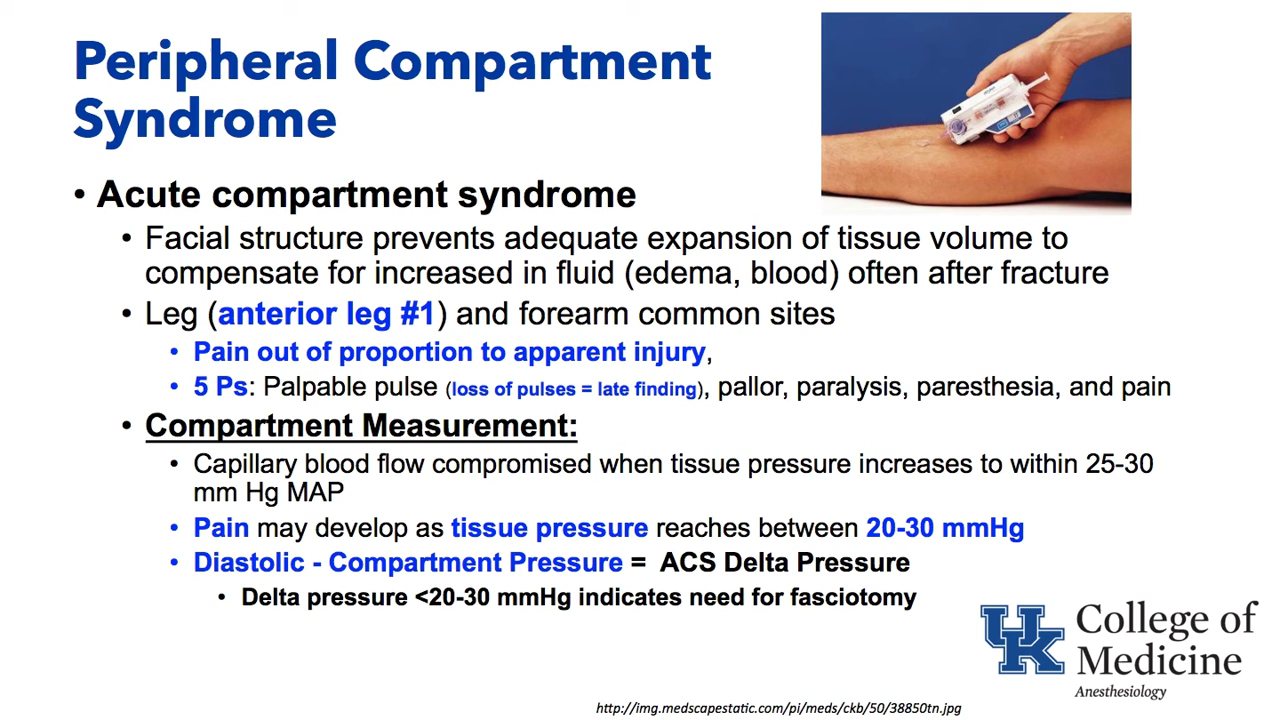 Peripheral Compartment
Syndrome
• Acute compartment syndrome
• Facial structure prevents adequate expansion of tissue volume to
compensate for increased in fluid (edema, blood) often after fracture
• Leg (anterior leg #1) and forearm common sites
• Pain out of proportion to apparent injury,
• 5 Ps: Palpable pulse (loss of pulses = late finding), pallor, paralysis, paresthesia, and pain
• Compartment Measurement:
• Capillary blood flow compromised when tissue pressure increases to within 25-30
mm Hg MAP
• Pain may develop as tissue pressure reaches between 20-30 mmHg
• Diastolic - Compartment Pressure = ACS Delta Pressure
• Delta pressure <20-30 mmHg indicates need for fasciotomy
UK
College of
Medicine
Anesthesiology
http://img.medscapestatic.com/pi/meds/ckb/50/38850tn.jpg